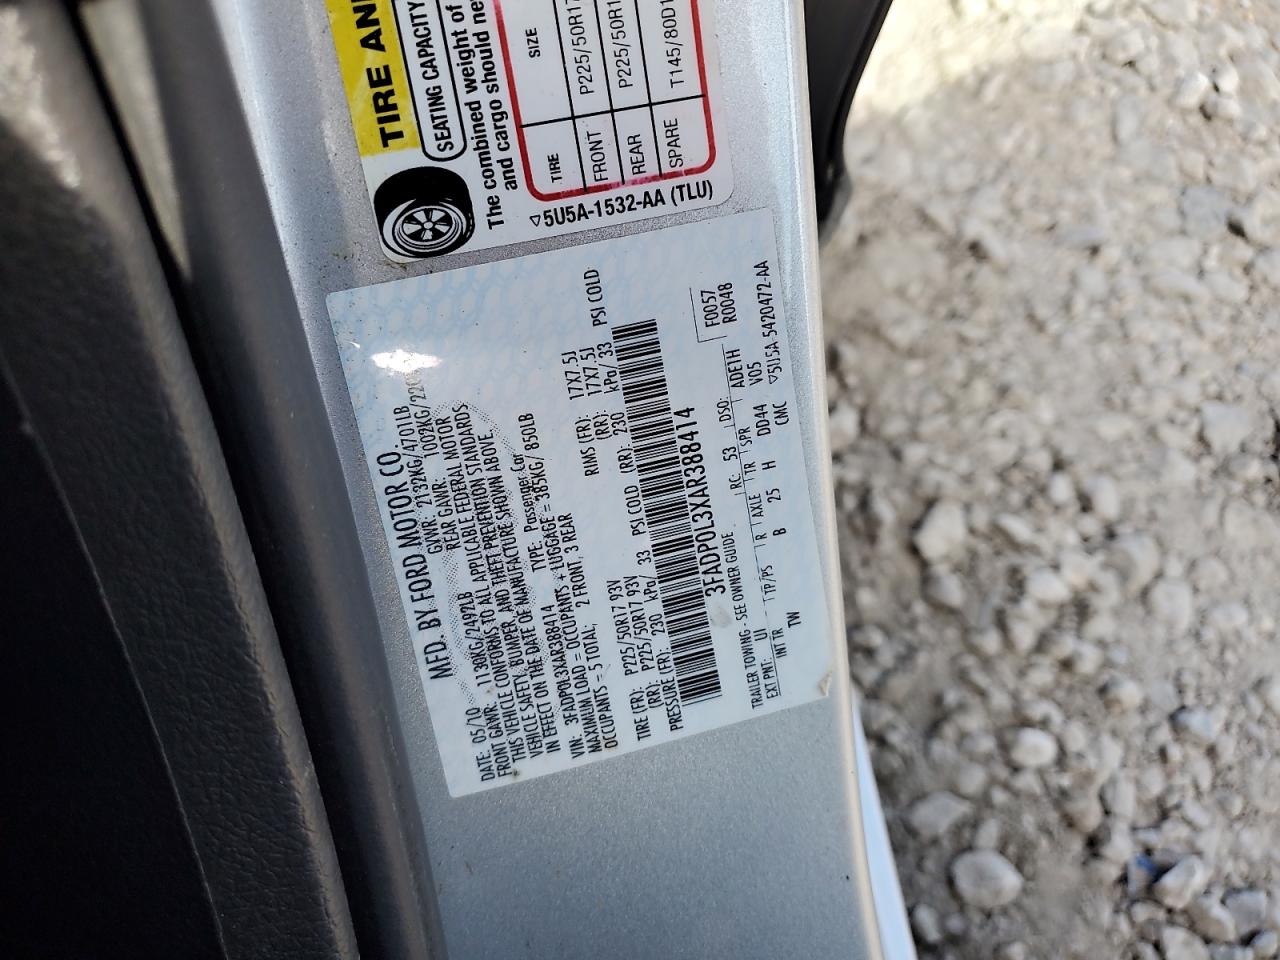 TIRE AN
SEATING CAPACITY
The combined weight of
and cargo should ne
TIRE SIZE
FRONT P225/50R17
REAR P225/50R1
SPARE T145/80D1
5U5A-1532-AA (TLU)
MFD. BY FORD MOTOR CO
DATE: 05/10 GVWR: 2132KG/4701LB
FRONT GAWR: 1130KG/2492LB REAR GAWR: 1002KG/220
THIS VEHICLE CONFORMS TO ALL APPLICABLE FEDERAL MOTOR
VEHICLE SAFETY, BUMPER, AND THEFT PREVENTION STANDARDS
IN EFFECT ON THE DATE OF MANUFACTURE SHOWN ABOVE.
VIN: 3FADP0L3XAR388414 TYPE: Passenger Car
MAXIMUM LOAD = OCCUPANTS + LUGGAGE = 385KG/ 850LB
OCCUPANTS = 5 TOTAL; 2 FRONT, 3 REAR
TIRE (FR): P225/50R17 93V RIMS (FR): 17X7.5J
(RR): P225/50R17 93V (RR): 17X7.5J
PRESSURE (FR): 230 kPa/ 33 PSI COLD (RR): 230 kPa/ 33 PSI COLD
3FADP0L3XAR388414
F0057
R0048
TRAILER TOWING - SEE OWNER GUIDE RC: 53 DSO:
EXT PNT: UI R AXLE TR SPR ADE1H
INT TR TP/PS B 25 H DD44 V05
TW CMC 5U5A-5420472-AA